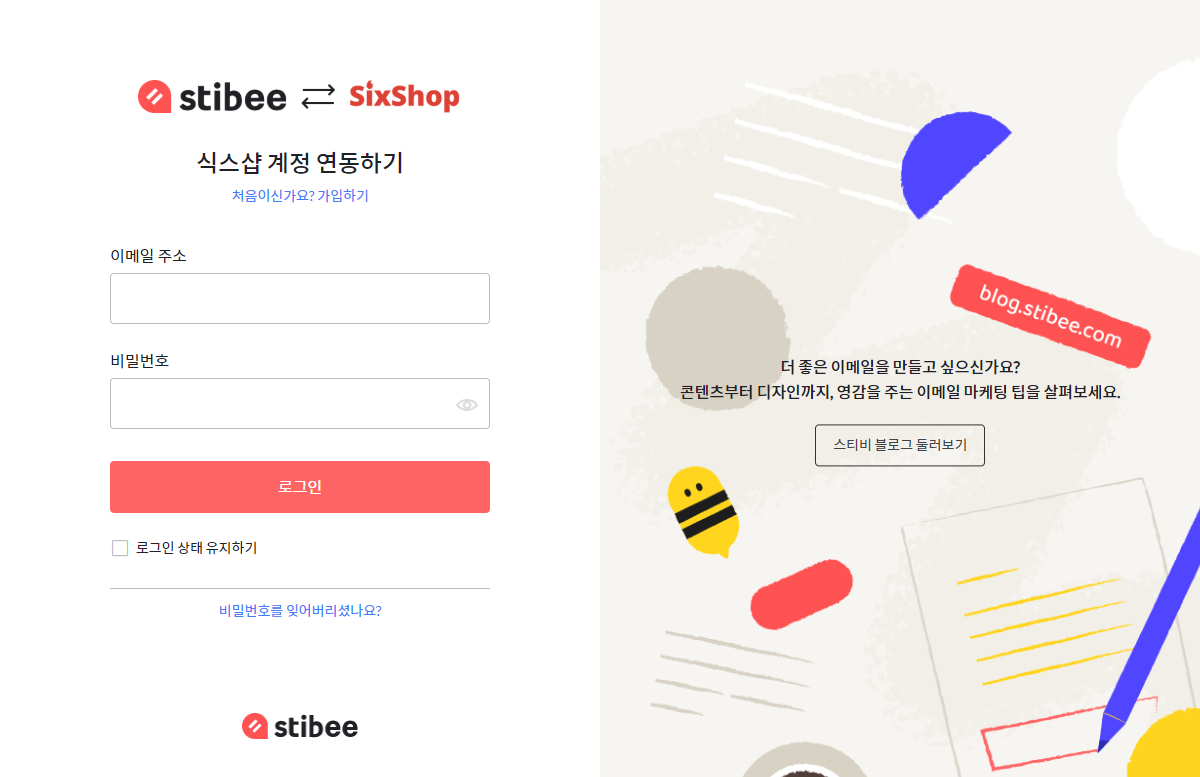 stibee SixShop
식스샵 계정 연동하기
처음이신가요? 가입하기
이메일 주소
비밀번호
로그인
로그인 상태 유지하기
비밀번호를 잊어버리셨나요?
stibee
blog.stibee.com
더 좋은 이메일을 만들고 싶으신가요?
콘텐츠부터 디자인까지, 영감을 주는 이메일 마케팅 팁을 살펴보세요.
스티비 블로그 둘러보기